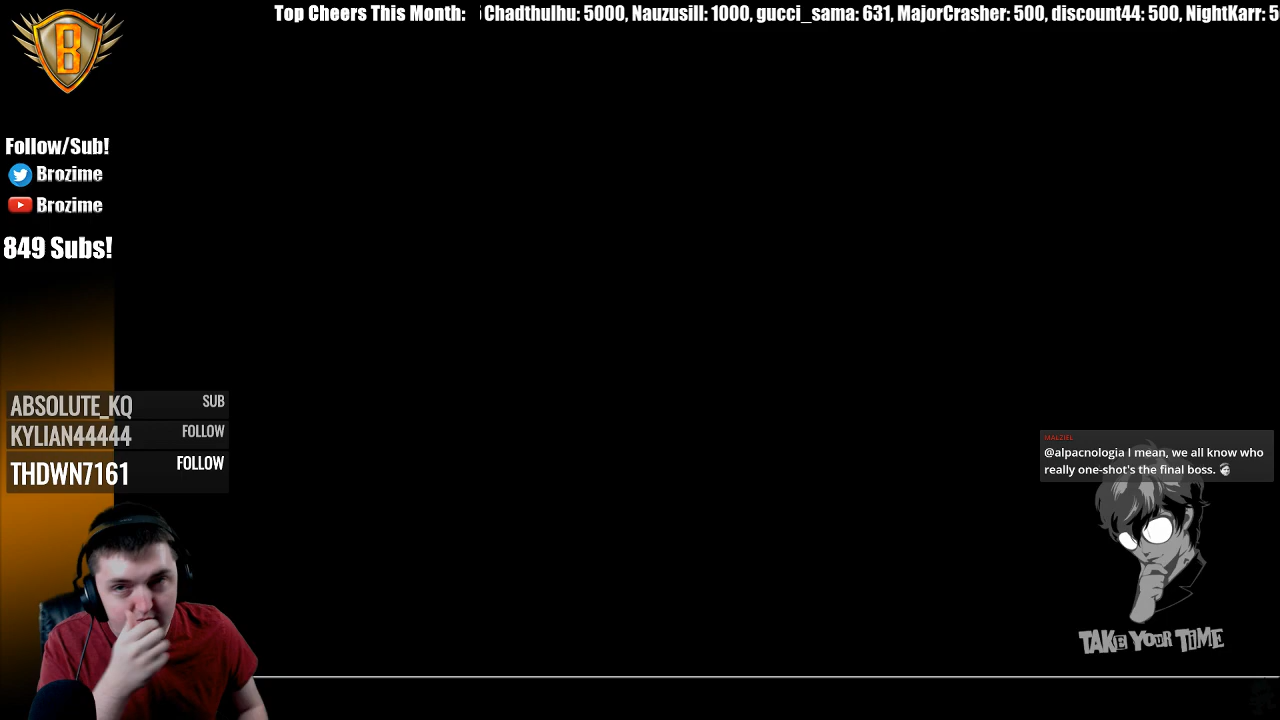 Top Cheers This Month: Chadthulhu: 5000, Nauzusill: 1000, gucci_sama: 631, MajorCrasher: 500, discount44: 500, NightKarr: 5
B
Follow/Sub!
Brozime
Brozime
849 Subs!
ABSOLUTE_KQ SUB
KYLIAN44444 FOLLOW
THDWN7161 FOLLOW
MALZIEL
@alpacnologia I mean, we all know who
really one-shot's the final boss.
TAKE YOUR TIME